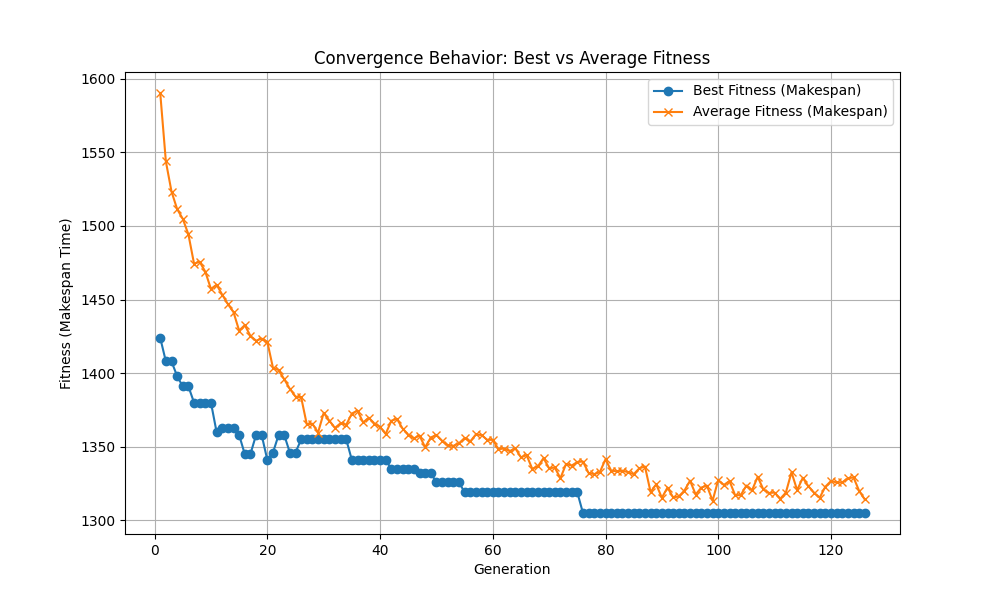 Convergence Behavior: Best vs Average Fitness
Best Fitness (Makespan)
Average Fitness (Makespan)
Fitness (Makespan Time)
1600
1550
1500
1450
1400
1350
1300
0 20 40 60 80 100 120
Generation